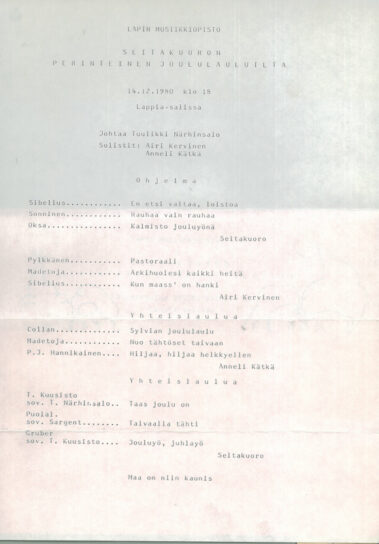 LAPIN MUSIIKKIOPISTO
SEITAKUORON
PERINTEINEN JOULULAULUILTA
14.12.1980 klo 18
Lappia-salissa
Johtaa Tuulikki Närhinsalo
Solistit: Airi Kervinen
Anneli Kätkä
Ohjelma
Sibelius............ En etsi valtaa, loistoa
Sonninen............ Rauhaa vain rauhaa
Oksa................ Kalmisto jouluyönä
Seitakuoro
Pylkkänen........... Pastoraali
Madetoja............ Arkihuolesi kaikki heitä
Sibelius............ Kun maass' on hanki
Airi Kervinen
Yhteislaulua
Collan.............. Sylvian joululaulu
Madetoja............ Nuo tähtöset taivaan
P.J. Hannikainen.... Hiljaa, hiljaa helkkyellen
Anneli Kätkä
Yhteislaulua
T. Kuusisto
sov. T. Närhinsalo.. Taas joulu on
Puolal.
sov. Sargent........ Talvaalla tähti
Gruber
sov. T. Kuusisto.... Jouluyö, juhlayö
Seitakuoro
Maa on niin kaunis